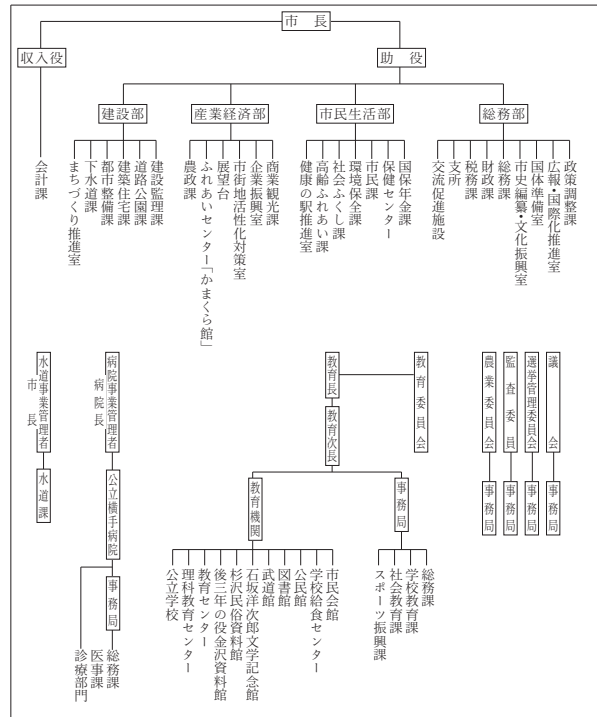 市長
収入役
助役
建設部
産業経済部
市民生活部
総務部
政策調整課
広報・国際化推進室
国体準備室
市史編纂・文化振興室
総務課
財政課
税務課
支所
交流促進施設
国保年金課
保健センター
市民課
環境保全課
社会ふくし課
高齢ふれあい課
健康の駅推進室
商業観光課
企業振興室
市街地活性化対策室
展望台
ふれあいセンター「かまくら館」
農政課
建設監理課
道路公園課
建築住宅課
都市整備課
下水道課
まちづくり推進室
会計課
議会
事務局
選挙管理委員会
事務局
監査委員
事務局
農業委員会
事務局
教育委員会
教育長
教育次長
事務局
総務課
学校教育課
社会教育課
スポーツ振興課
教育機関
市民会館
学校給食センター
公民館
図書館
武道館
石坂洋次郎文学記念館
杉沢民俗資料館
後三年の役金沢資料館
教育センター
理科教育センター
公立学校
病院事業管理者
病院長
公立横手病院
事務局
総務課
医事課
診療部門
水道事業管理者
市長
水道課